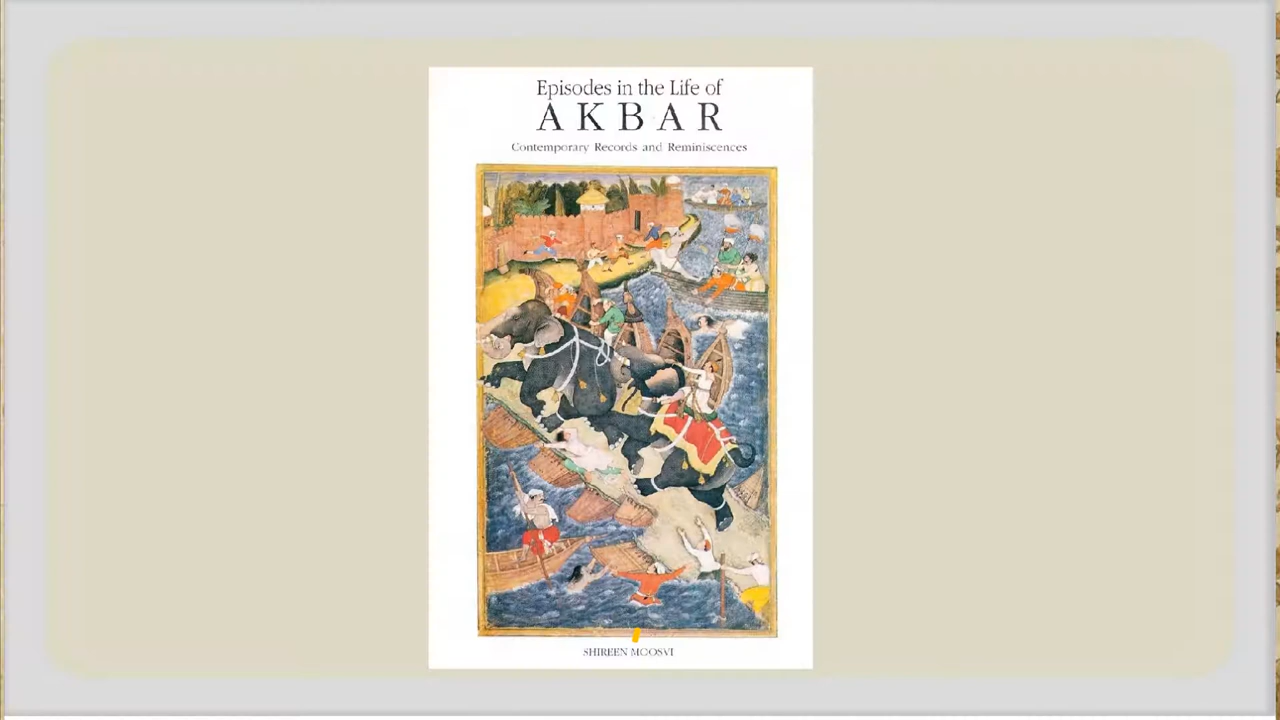 Episodes in the Life of
AKBAR
Contemporary Records and Reminiscences
SHIREEN MOOSVI